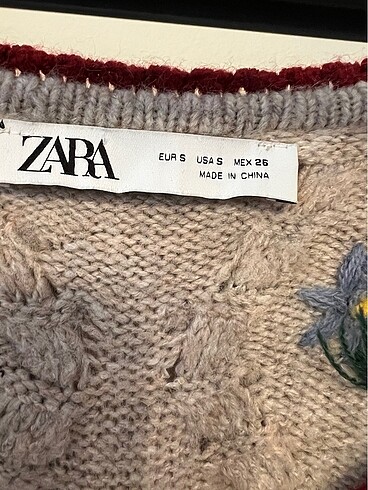 ZARA
EUR S USA S MEX 26
MADE IN CHINA